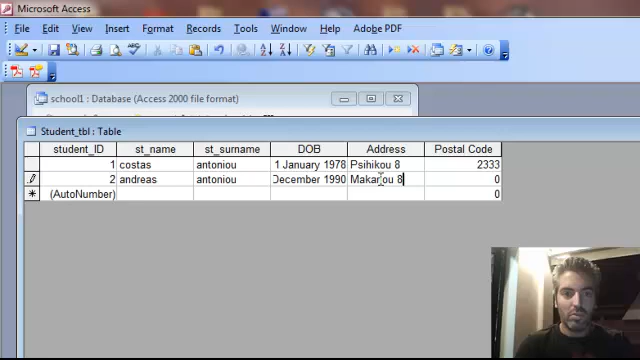 Microsoft Access
File Edit View Insert Format Records Tools Window Help Adobe PDF
school1 : Database (Access 2000 file format)
Student_tbl : Table
student_ID st_name st_surname DOB Address Postal Code
1 costas antoniou 1 January 1978 Psihikou 8 2333
2 andreas antoniou December 1990 Makariou 8 0
(AutoNumber) 0